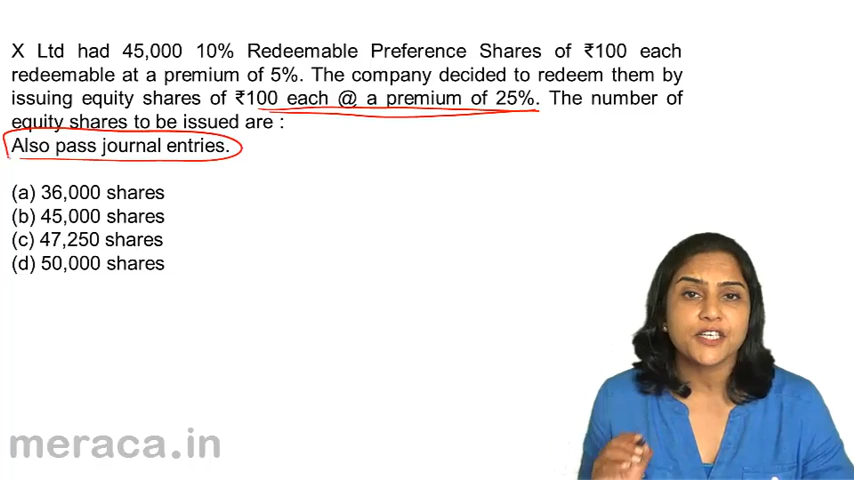 X Ltd had 45,000 10% Redeemable Preference Shares of ₹100 each
redeemable at a premium of 5%. The company decided to redeem them by
issuing equity shares of ₹100 each @ a premium of 25%. The number of
equity shares to be issued are :
Also pass journal entries.
(a) 36,000 shares
(b) 45,000 shares
(c) 47,250 shares
(d) 50,000 shares
meraca.in